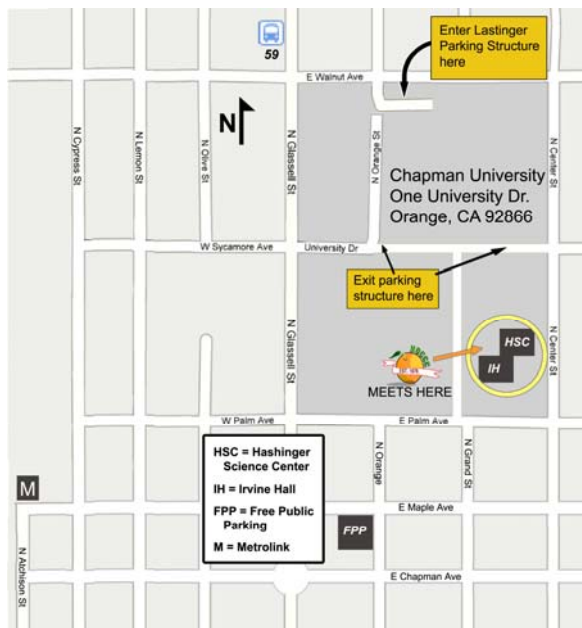 Enter Lastinger
Parking Structure
here
59
E Walnut Ave
N
N Cypress St
N Lemon St
N Olive St
N Glassell St
N Orange St
N Center St
Chapman University
One University Dr.
Orange, CA 92866
W Sycamore Ave
University Dr
Exit parking
structure here
N Glassell St
HSC
IH
N Center St
MEETS HERE
W Palm Ave
E Palm Ave
HSC = Hashinger
Science Center
IH = Irvine Hall
FPP = Free Public
Parking
M = Metrolink
N Orange
N Grand St
M
E Maple Ave
FPP
N Atchison St
E Chapman Ave